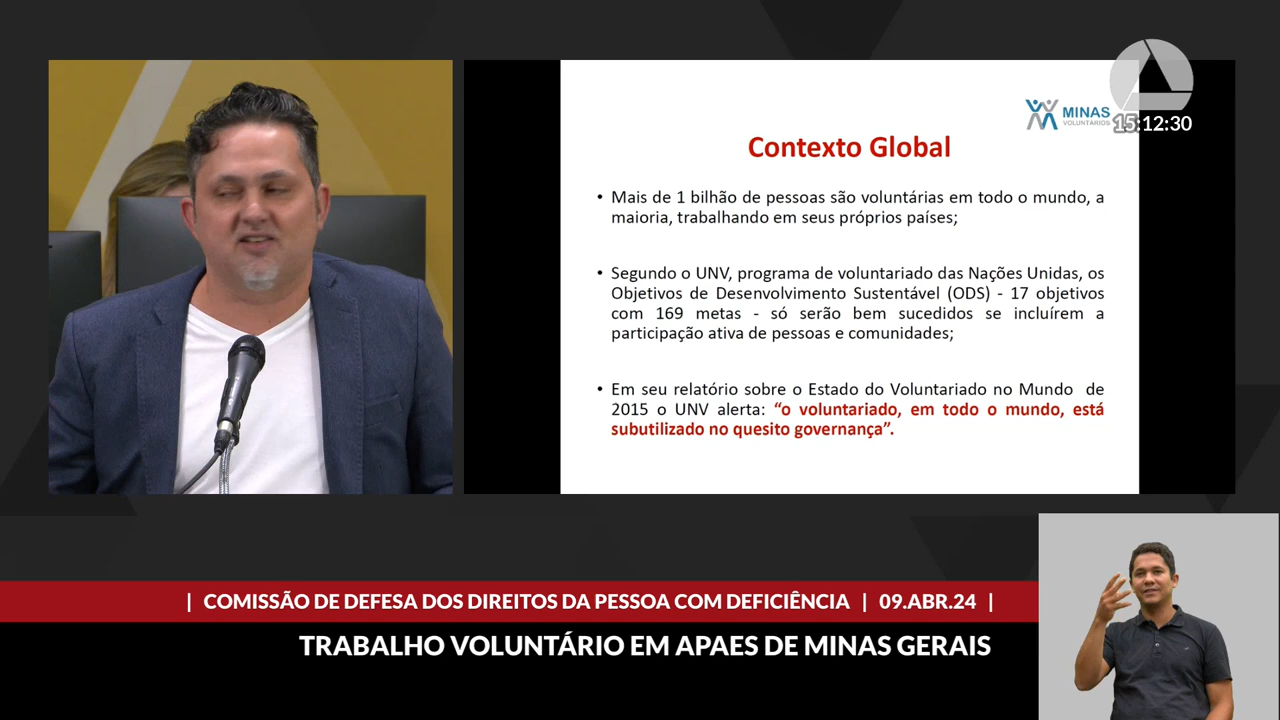 MINAS
VOLUNTÁRIOS
15:12:30
Contexto Global
• Mais de 1 bilhão de pessoas são voluntárias em todo o mundo, a
maioria, trabalhando em seus próprios países;
• Segundo o UNV, programa de voluntariado das Nações Unidas, os
Objetivos de Desenvolvimento Sustentável (ODS) - 17 objetivos
com 169 metas - só serão bem sucedidos se incluírem a
participação ativa de pessoas e comunidades;
• Em seu relatório sobre o Estado do Voluntariado no Mundo de
2015 o UNV alerta: “o voluntariado, em todo o mundo, está
subutilizado no quesito governança”.
| COMISSÃO DE DEFESA DOS DIREITOS DA PESSOA COM DEFICIÊNCIA | 09.ABR.24 |
TRABALHO VOLUNTÁRIO EM APAES DE MINAS GERAIS